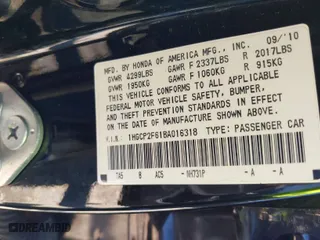 MFD. BY HONDA OF AMERICA MFG., INC. 09/'10
GVWR 4299LBS GAWR F 2337LBS R 2017LBS
GVWR 1950KG GAWR F 1060KG R 915KG
THIS VEHICLE CONFORMS TO ALL APPLICABLE
FEDERAL MOTOR VEHICLE SAFETY, BUMPER,
AND THEFT PREVENTION STANDARDS IN EFFECT ON
THE DATE OF MANUFACTURE SHOWN ABOVE.
V.I.N.: 1HGCP2F61BA016318 TYPE: PASSENGER CAR
TA5 B AC5 - NH731P - A - A